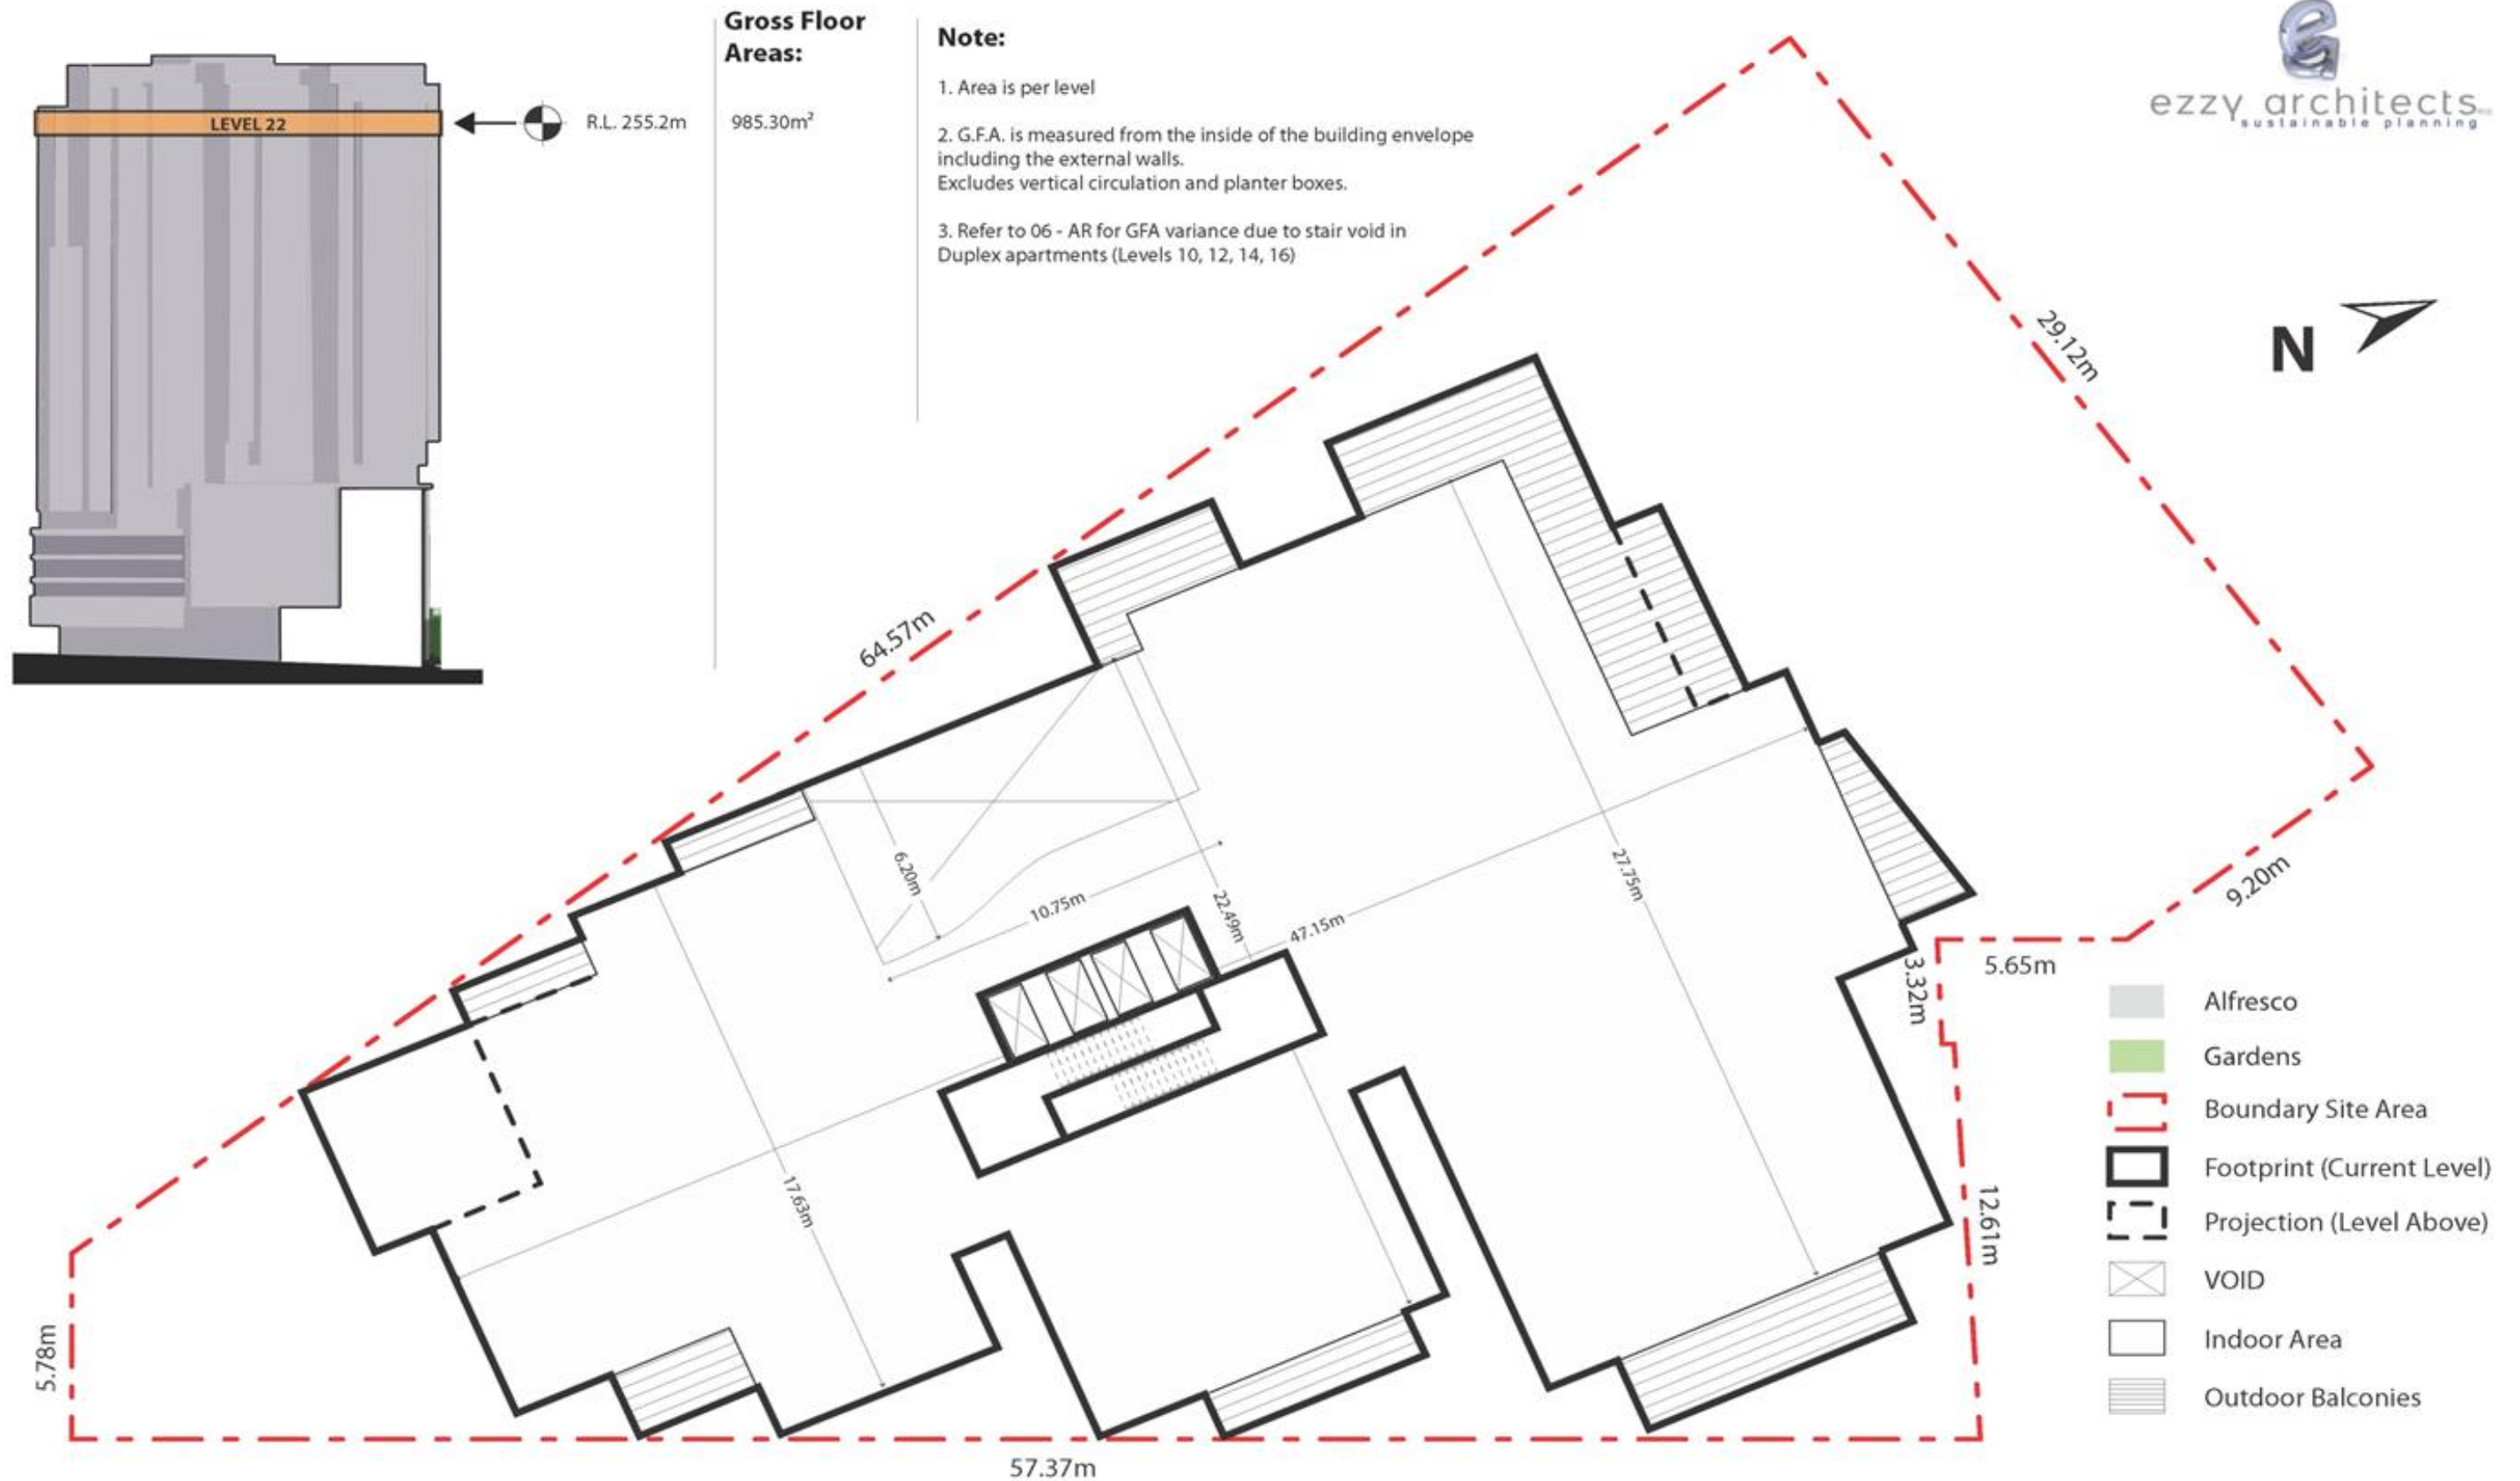 Gross Floor
Areas:
LEVEL 22
R.L. 255.2m
985.30m²
Note:
1. Area is per level
2. G.F.A. is measured from the inside of the building envelope
including the external walls.
Excludes vertical circulation and planter boxes.
3. Refer to 06 - AR for GFA variance due to stair void in
Duplex apartments (Levels 10, 12, 14, 16)
ezzy architects
sustainable planning
N
29.12m
64.57m
6.20m
10.75m
22.49m
47.15m
27.75m
17.63m
9.20m
5.65m
3.32m
12.61m
5.78m
57.37m
Alfresco
Gardens
Boundary Site Area
Footprint (Current Level)
Projection (Level Above)
VOID
Indoor Area
Outdoor Balconies